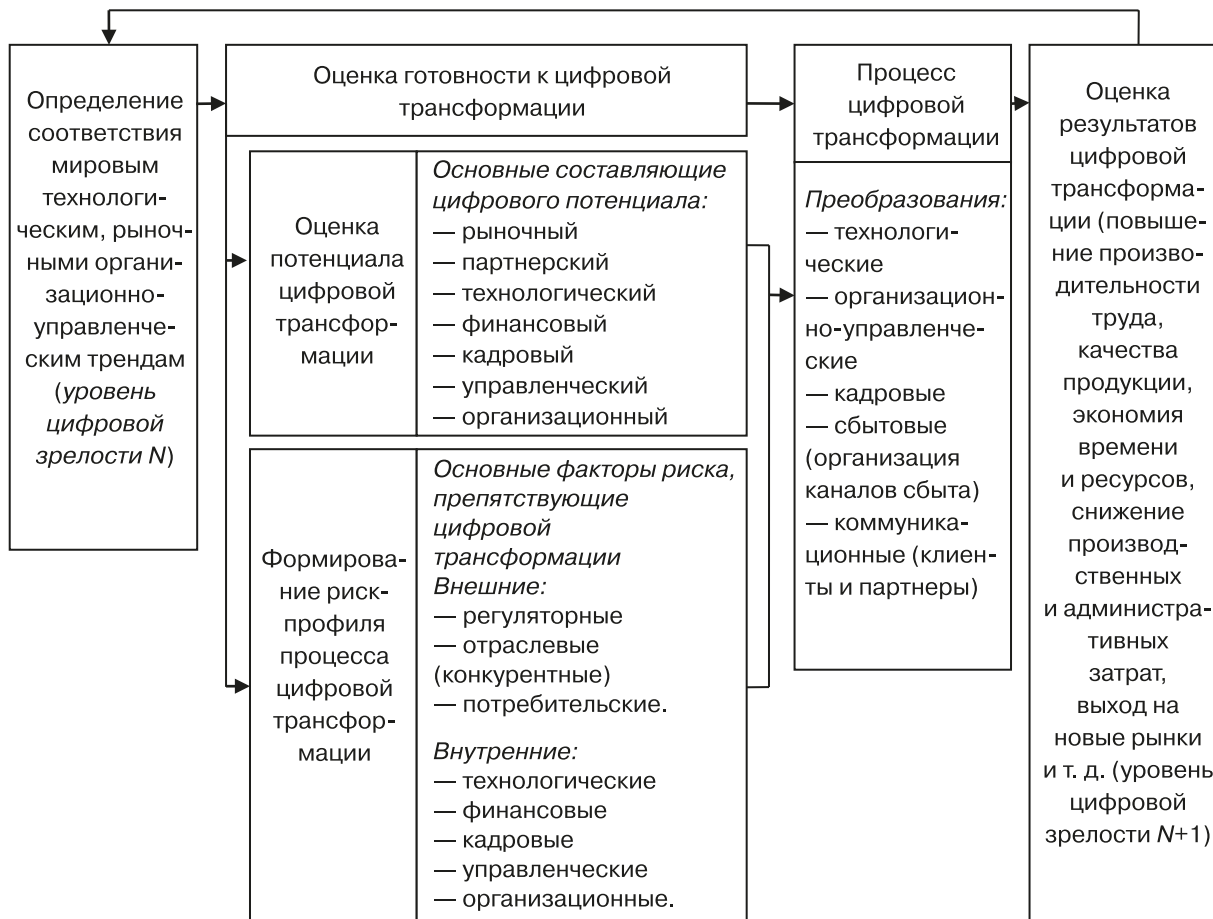 Определение
соответствия
мировым
технологи-
ческим, рыноч-
ными органи-
зационно-
управленче-
ским трендам
(уровень
цифровой
зрелости N)
Оценка готовности к цифровой
трансформации
Оценка
потенциала
цифровой
трансфор-
мации
Основные составляющие
цифрового потенциала:
— рыночный
— партнерский
— технологический
— финансовый
— кадровый
— управленческий
— организационный
Формирова-
ние риск-
профиля
процесса
цифровой
трансфор-
мации
Основные факторы риска,
препятствующие
цифровой
трансформации
Внешние:
— регуляторные
— отраслевые
(конкурентные)
— потребительские.
Внутренние:
— технологические
— финансовые
— кадровые
— управленческие
— организационные.
Процесс
цифровой
трансформации
Преобразования:
— технологи-
ческие
— организацион-
но-управленче-
ские
— кадровые
— сбытовые
(организация
каналов сбыта)
— коммуника-
ционные (клиен-
ты и партнеры)
Оценка
результатов
цифровой
трансформа-
ции (повыше-
ние произво-
дительности
труда,
качества
продукции,
экономия
времени
и ресурсов,
снижение
производ-
ственных
и администра-
тивных
затрат,
выход на
новые рынки
и т. д. (уровень
цифровой
зрелости N+1)